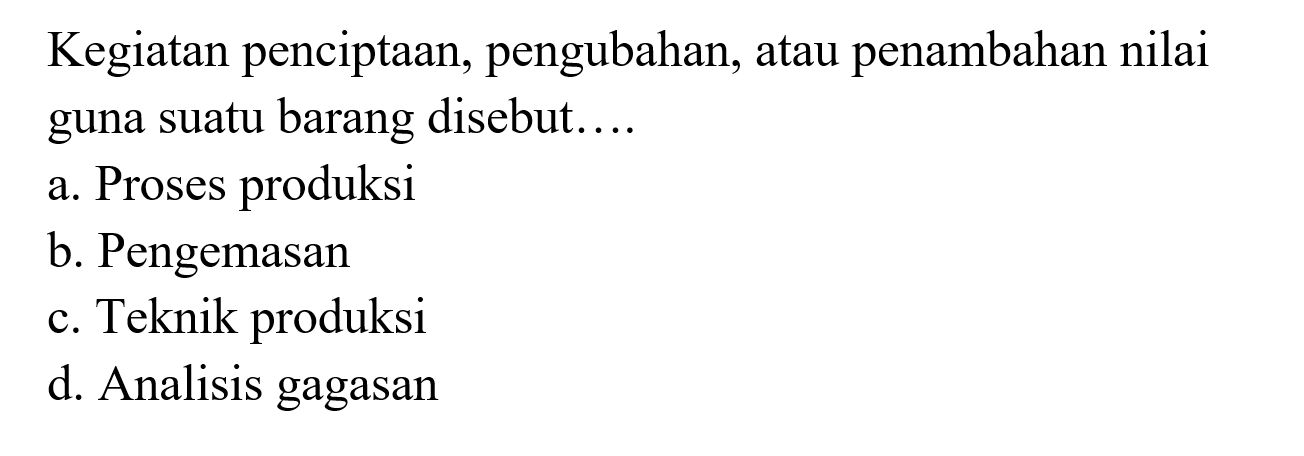 Kegiatan penciptaan, pengubahan, atau penambahan nilai
guna suatu barang disebut....
a. Proses produksi
b. Pengemasan
c. Teknik produksi
d. Analisis gagasan